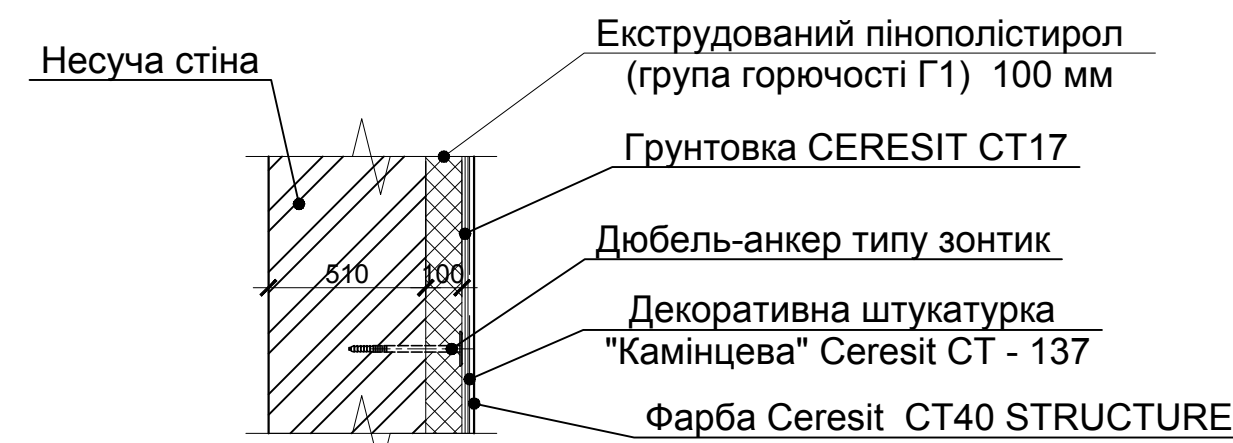 Несуча стіна
Екструдований пінополістирол
(група горючості Г1) 100 мм
Грунтовка CERESIT CT17
Дюбель-анкер типу зонтик
510
100
Декоративна штукатурка
"Камінцева" Ceresit CT - 137
Фарба Ceresit CT40 STRUCTURE